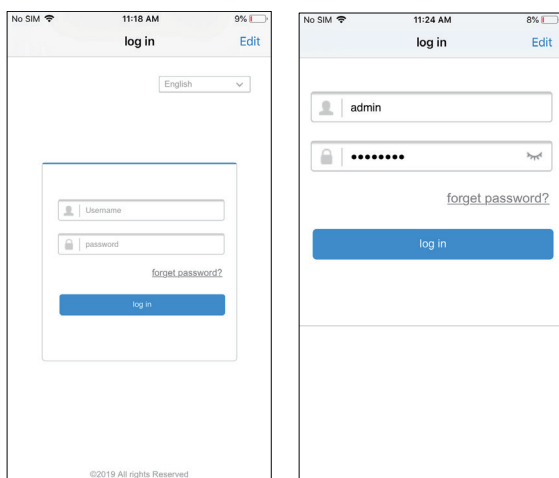 No SIM 11:18 AM 9%
log in Edit
English
Username
password
forget password?
log in
©2019 All rights Reserved
No SIM 11:24 AM 8%
log in Edit
admin
••••••••
forget password?
log in